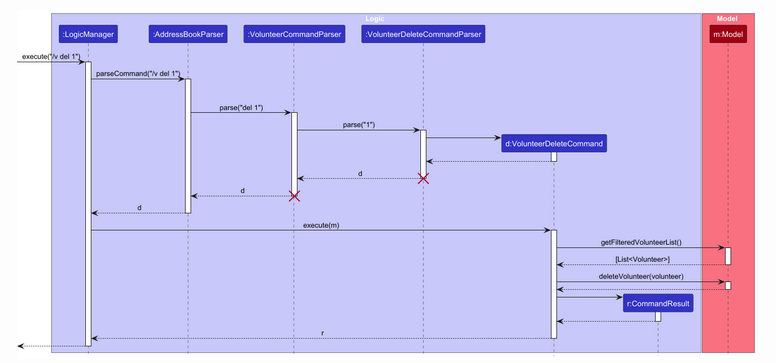 Logic
Model
:LogicManager
:AddressBookParser
:VolunteerCommandParser
:VolunteerDeleteCommandParser
m:Model
execute("/v del 1")
parseCommand("/v del 1")
parse("del 1")
parse("1")
d:VolunteerDeleteCommand
d
d
d
execute(m)
getFilteredVolunteerList()
[List<Volunteer>]
deleteVolunteer(volunteer)
r:CommandResult
r